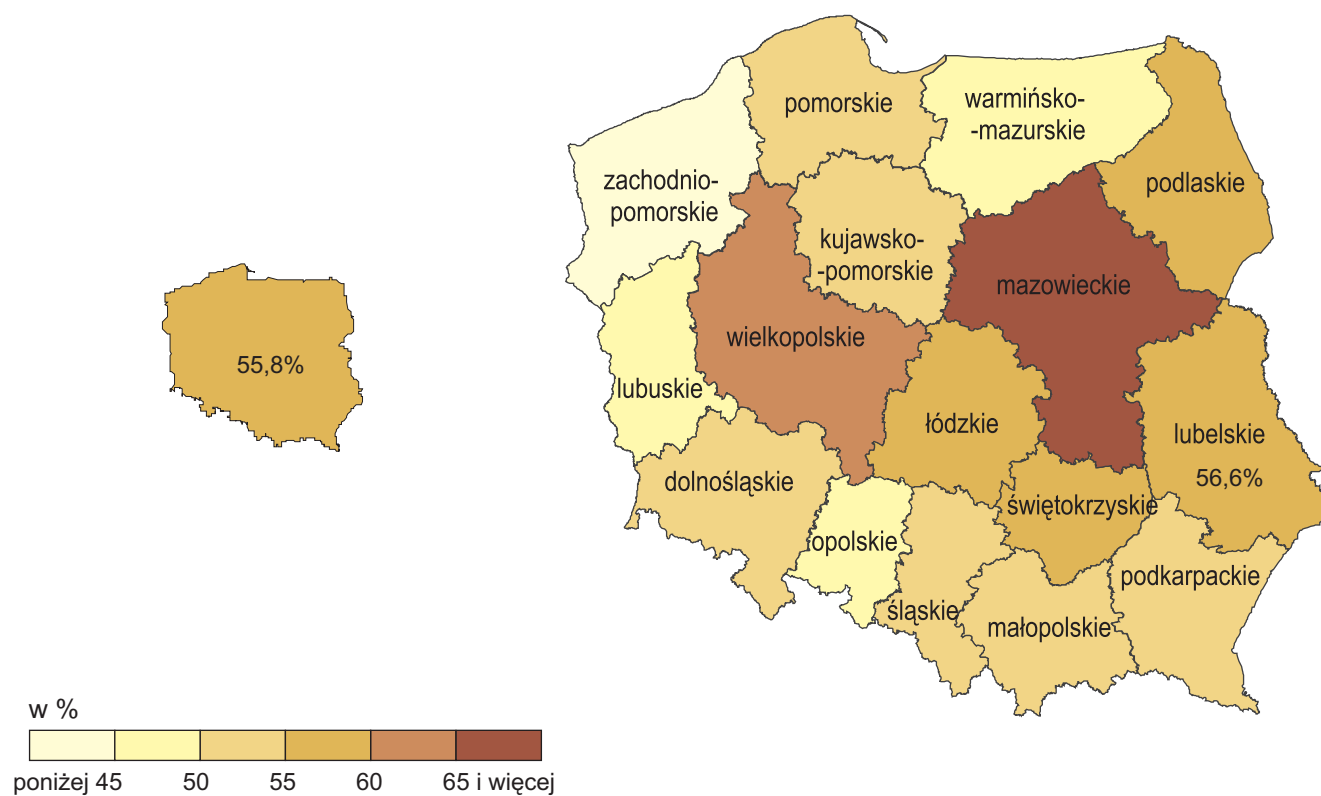 pomorskie
warmińsko-
-mazurskie
podlaskie
zachodnio-
pomorskie
kujawsko-
-pomorskie
mazowieckie
wielkopolskie
55,8%
lubuskie
łódzkie
lubelskie
56,6%
dolnośląskie
świętokrzyskie
opolskie
podkarpackie
śląskie
małopolskie
w %
poniżej 45 50 55 60 65 i więcej